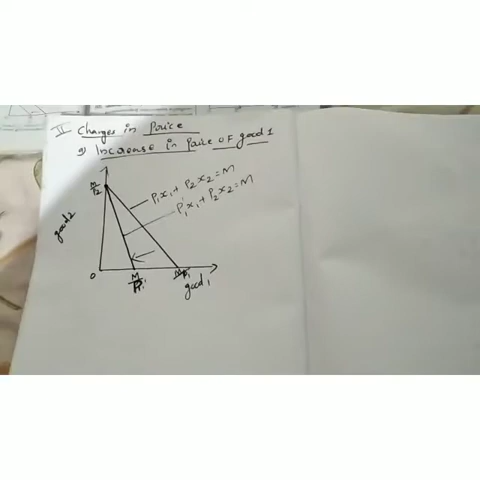 II Changes in Price
a) Increase in Price of good 1
M/P2
P1x1 + P2x2 = M
P1'x1 + P2x2 = M
good 2
0
M/P1'
M/P1
good 1